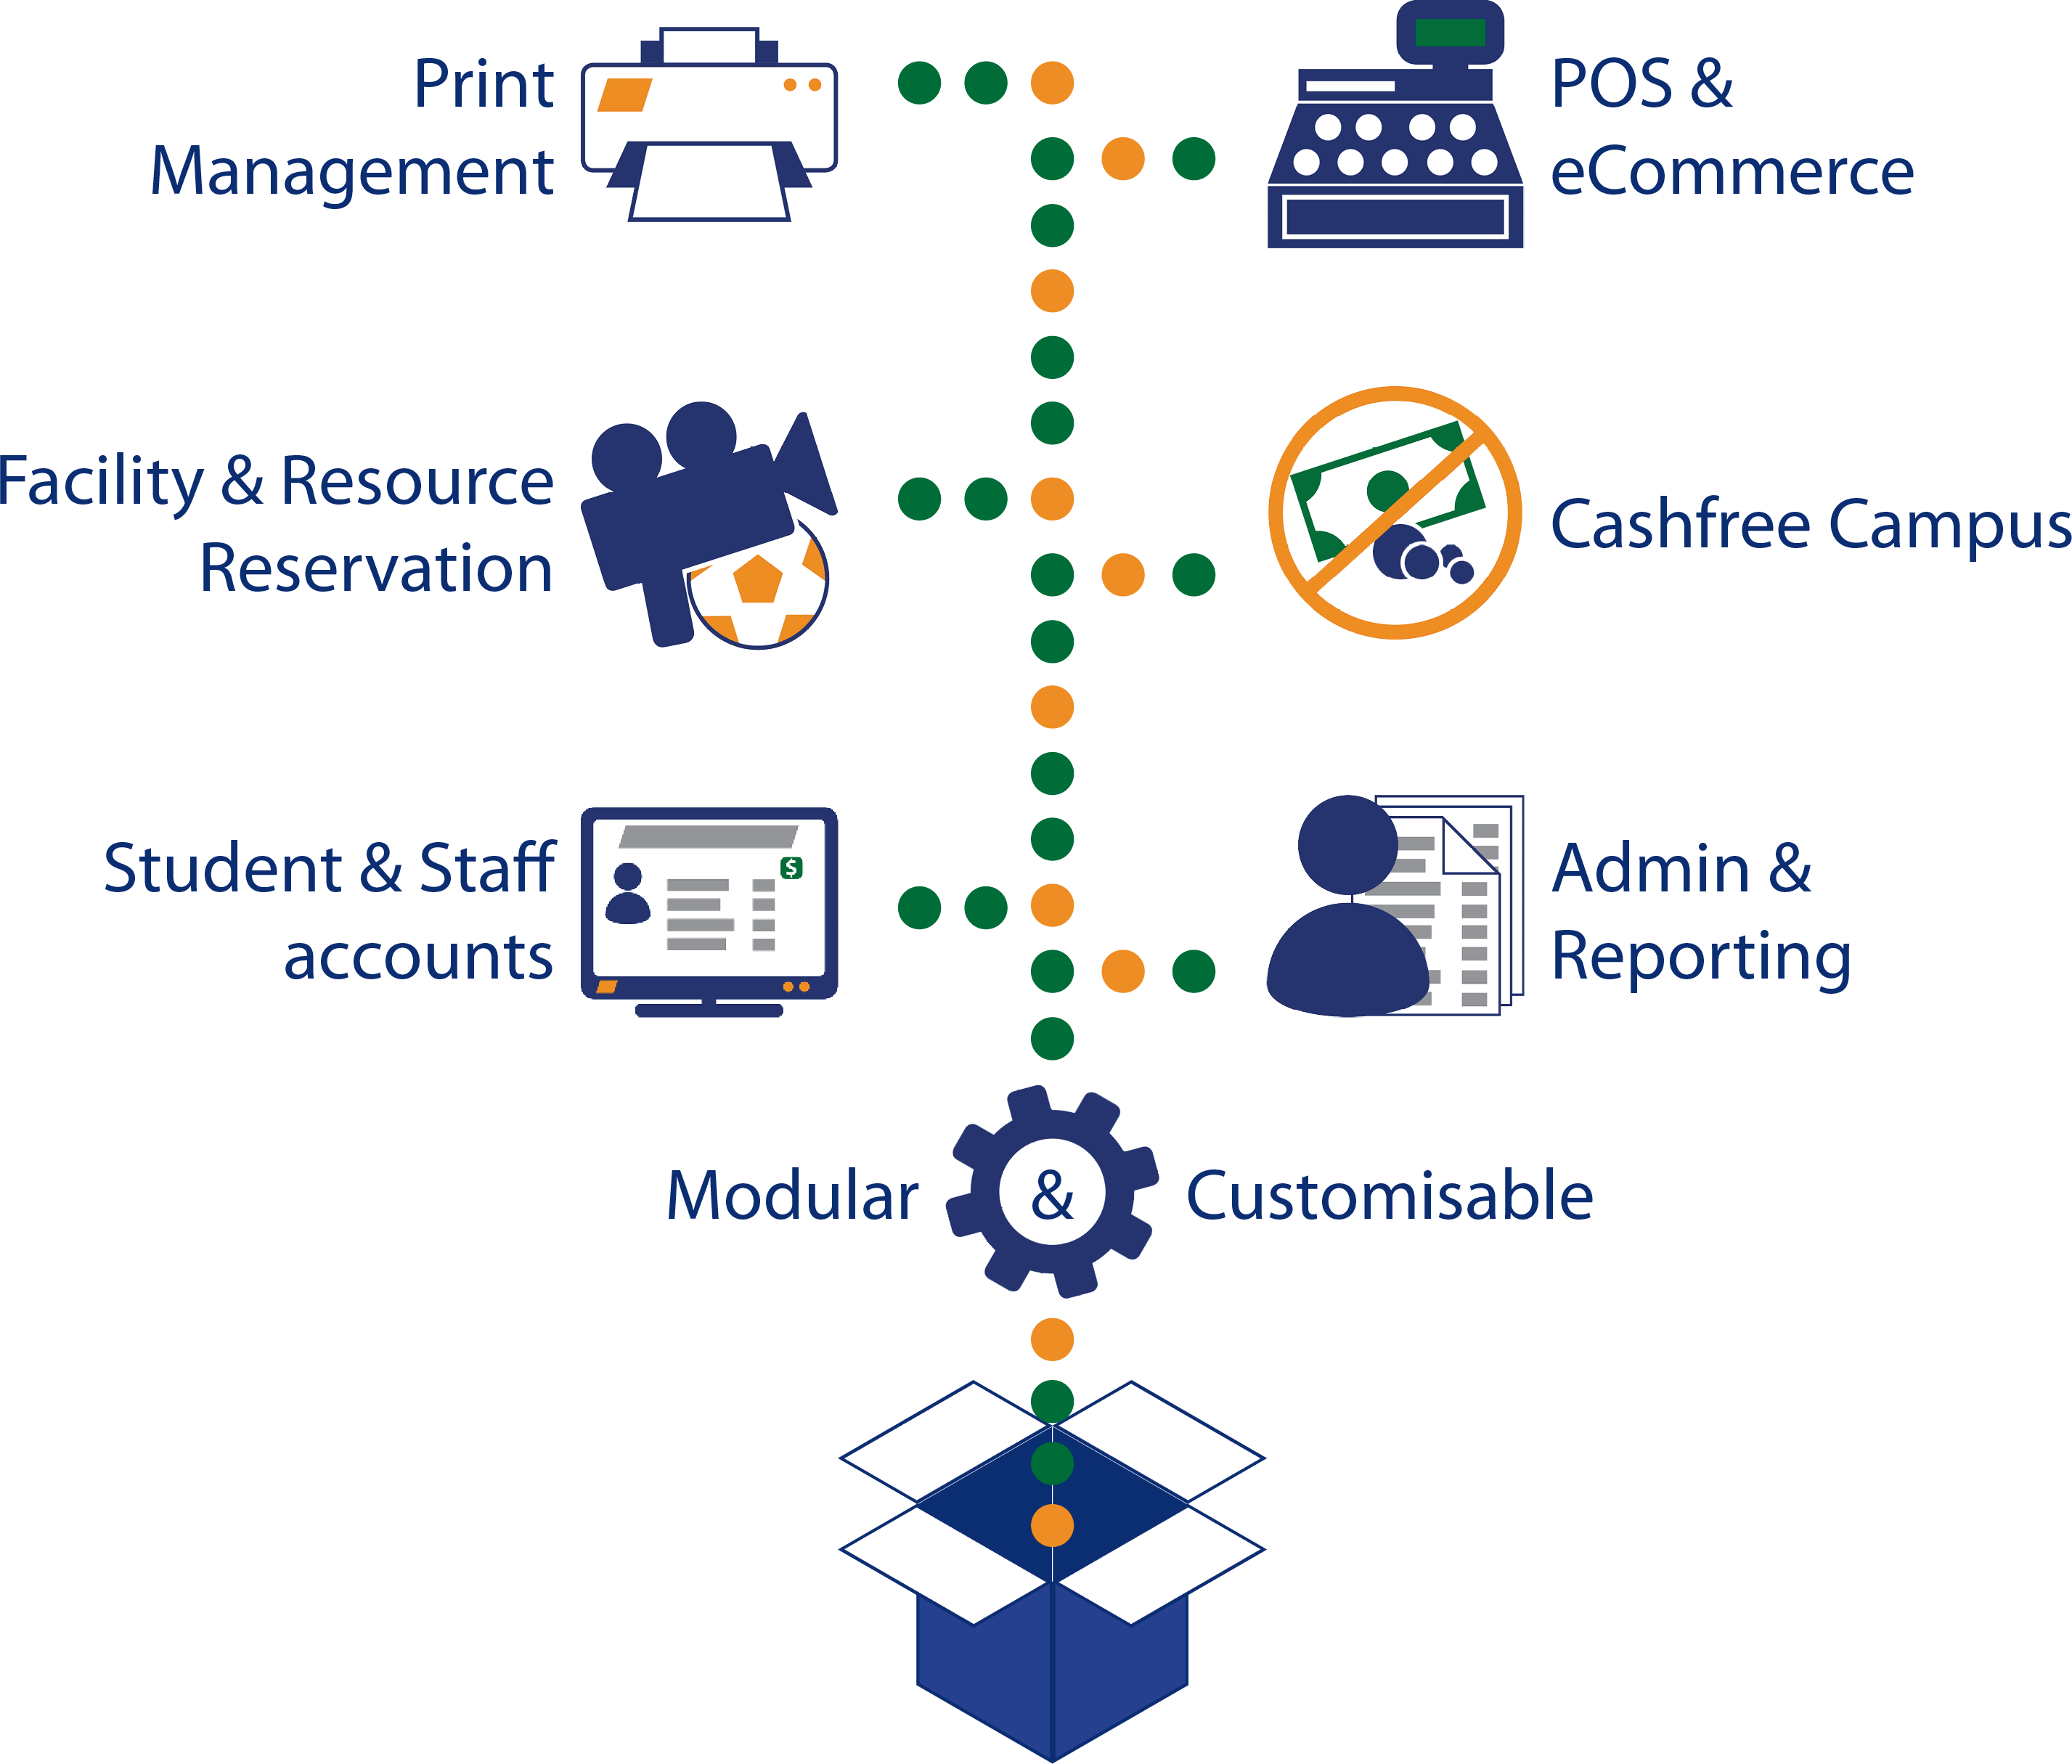 Print
Management
POS &
eCommerce
Facility & Resource
Reservation
Cashfree Campus
Student & Staff
accounts
$
Admin &
Reporting
Modular & Customisable